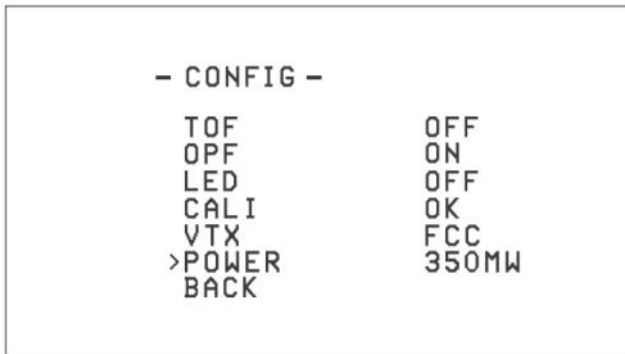 - CONFIG -
TOF OFF
OPF ON
LED OFF
CALI OK
VTX FCC
>POWER 350MW
BACK